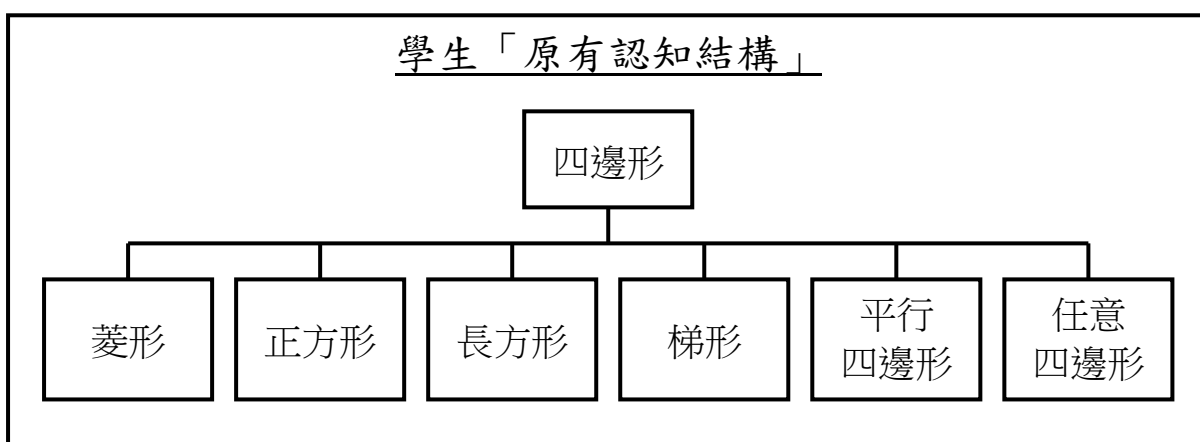 學生「原有認知結構」
四邊形
菱形
正方形
長方形
梯形
平行
四邊形
任意
四邊形